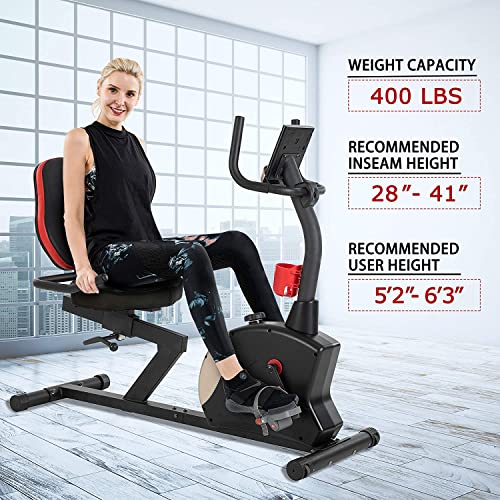 WEIGHT CAPACITY
400 LBS
RECOMMENDED
INSEAM HEIGHT
28”- 41”
RECOMMENDED
USER HEIGHT
5’2”- 6’3”